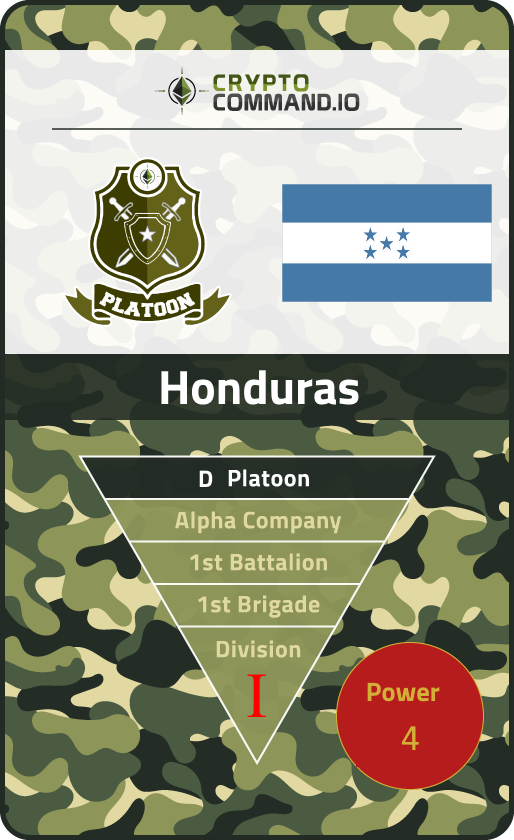 CRYPTO
COMMAND.IO
PLATOON
Honduras
D Platoon
Alpha Company
1st Battalion
1st Brigade
Division
I
Power
4